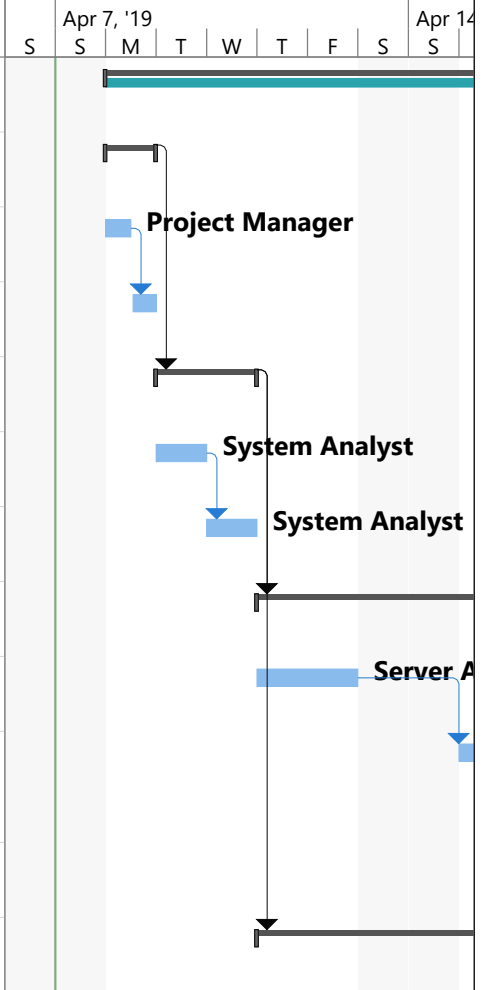 Apr 7, '19 Apr 14
S S M T W T F S S
Project Manager
System Analyst
System Analyst
Server A